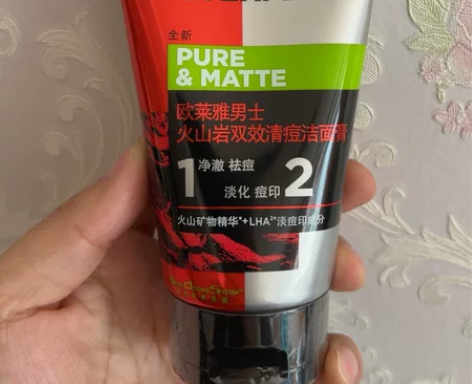 全新
PURE
& MATTE
欧莱雅男士
火山岩双效清痘洁面膏
1 净澈 祛痘
淡化 痘印 2
火山矿物精华*+LHA²*淡痘印成分